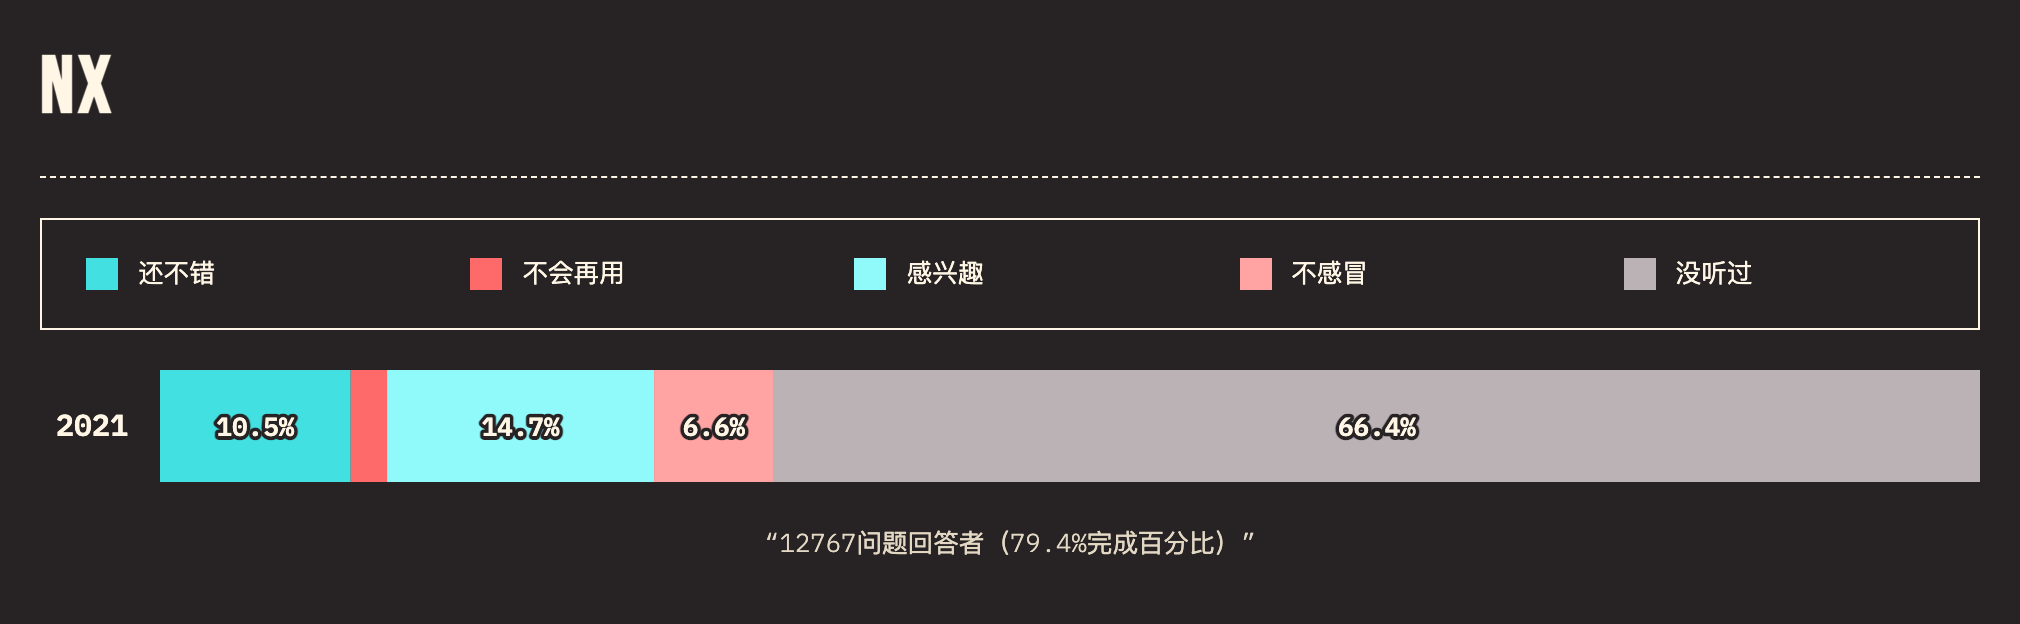 NX
还不错 不会再用 感兴趣 不感冒 没听过
2021 10.5% 14.7% 6.6% 66.4%
“12767问题回答者（79.4%完成百分比）”